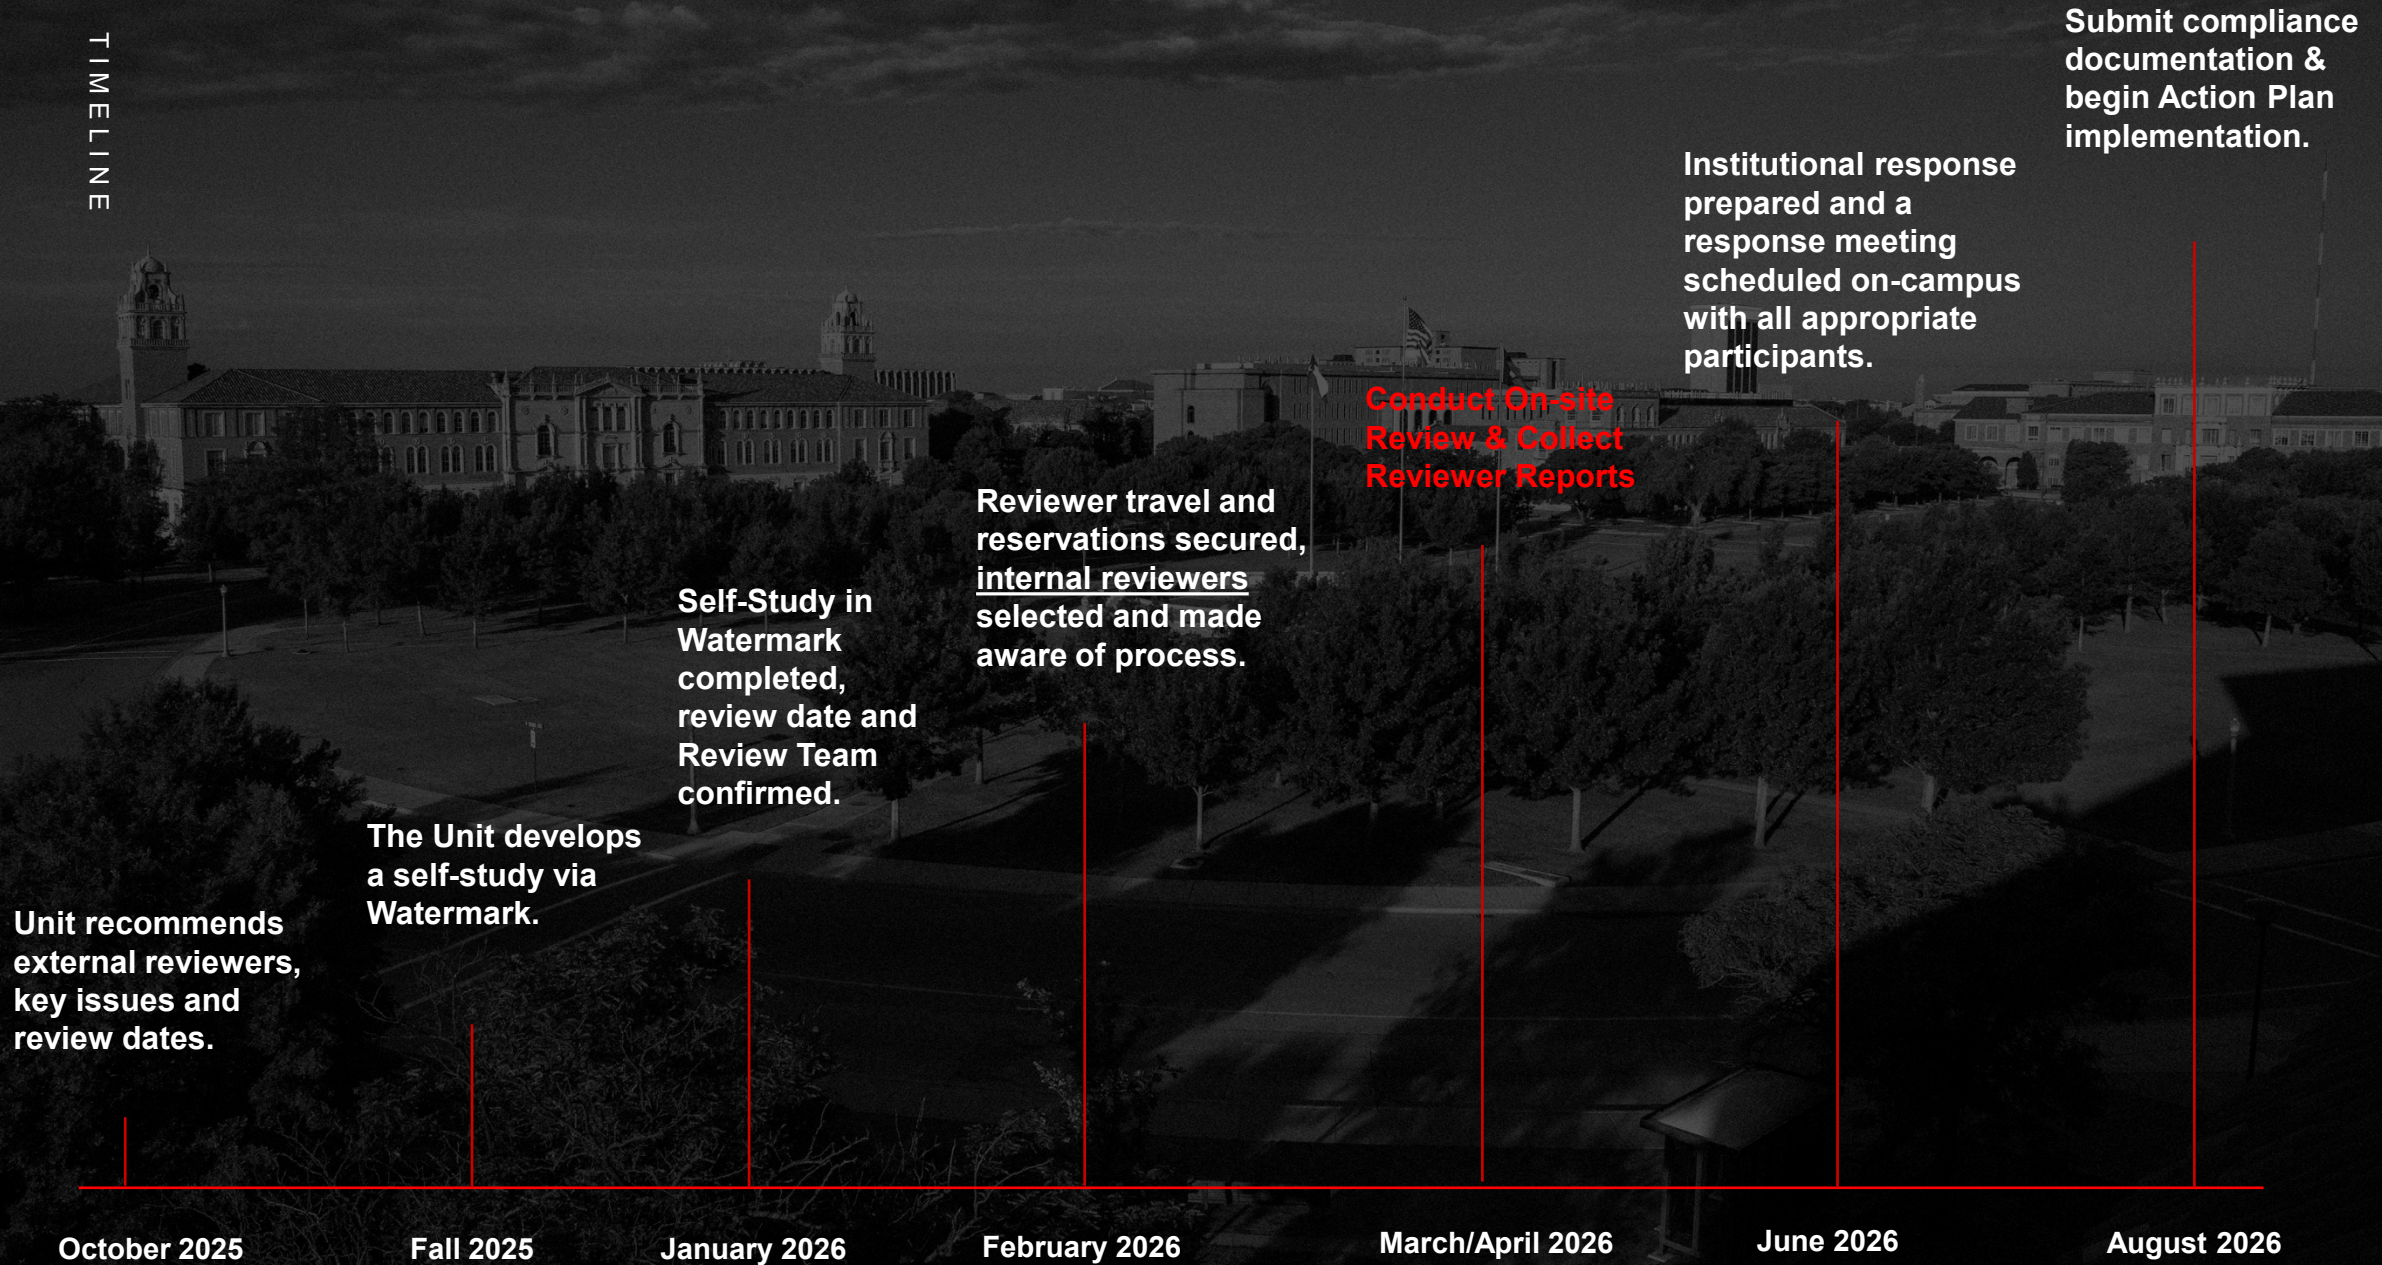 TIMELINE
Unit recommends
external reviewers,
key issues and
review dates.
October 2025
The Unit develops
a self-study via
Watermark.
Fall 2025
Self-Study in
Watermark
completed,
review date and
Review Team
confirmed.
January 2026
Reviewer travel and
reservations secured,
internal reviewers
selected and made
aware of process.
February 2026
Conduct On-site
Review & Collect
Reviewer Reports
March/April 2026
Institutional response
prepared and a
response meeting
scheduled on-campus
with all appropriate
participants.
June 2026
Submit compliance
documentation &
begin Action Plan
implementation.
August 2026